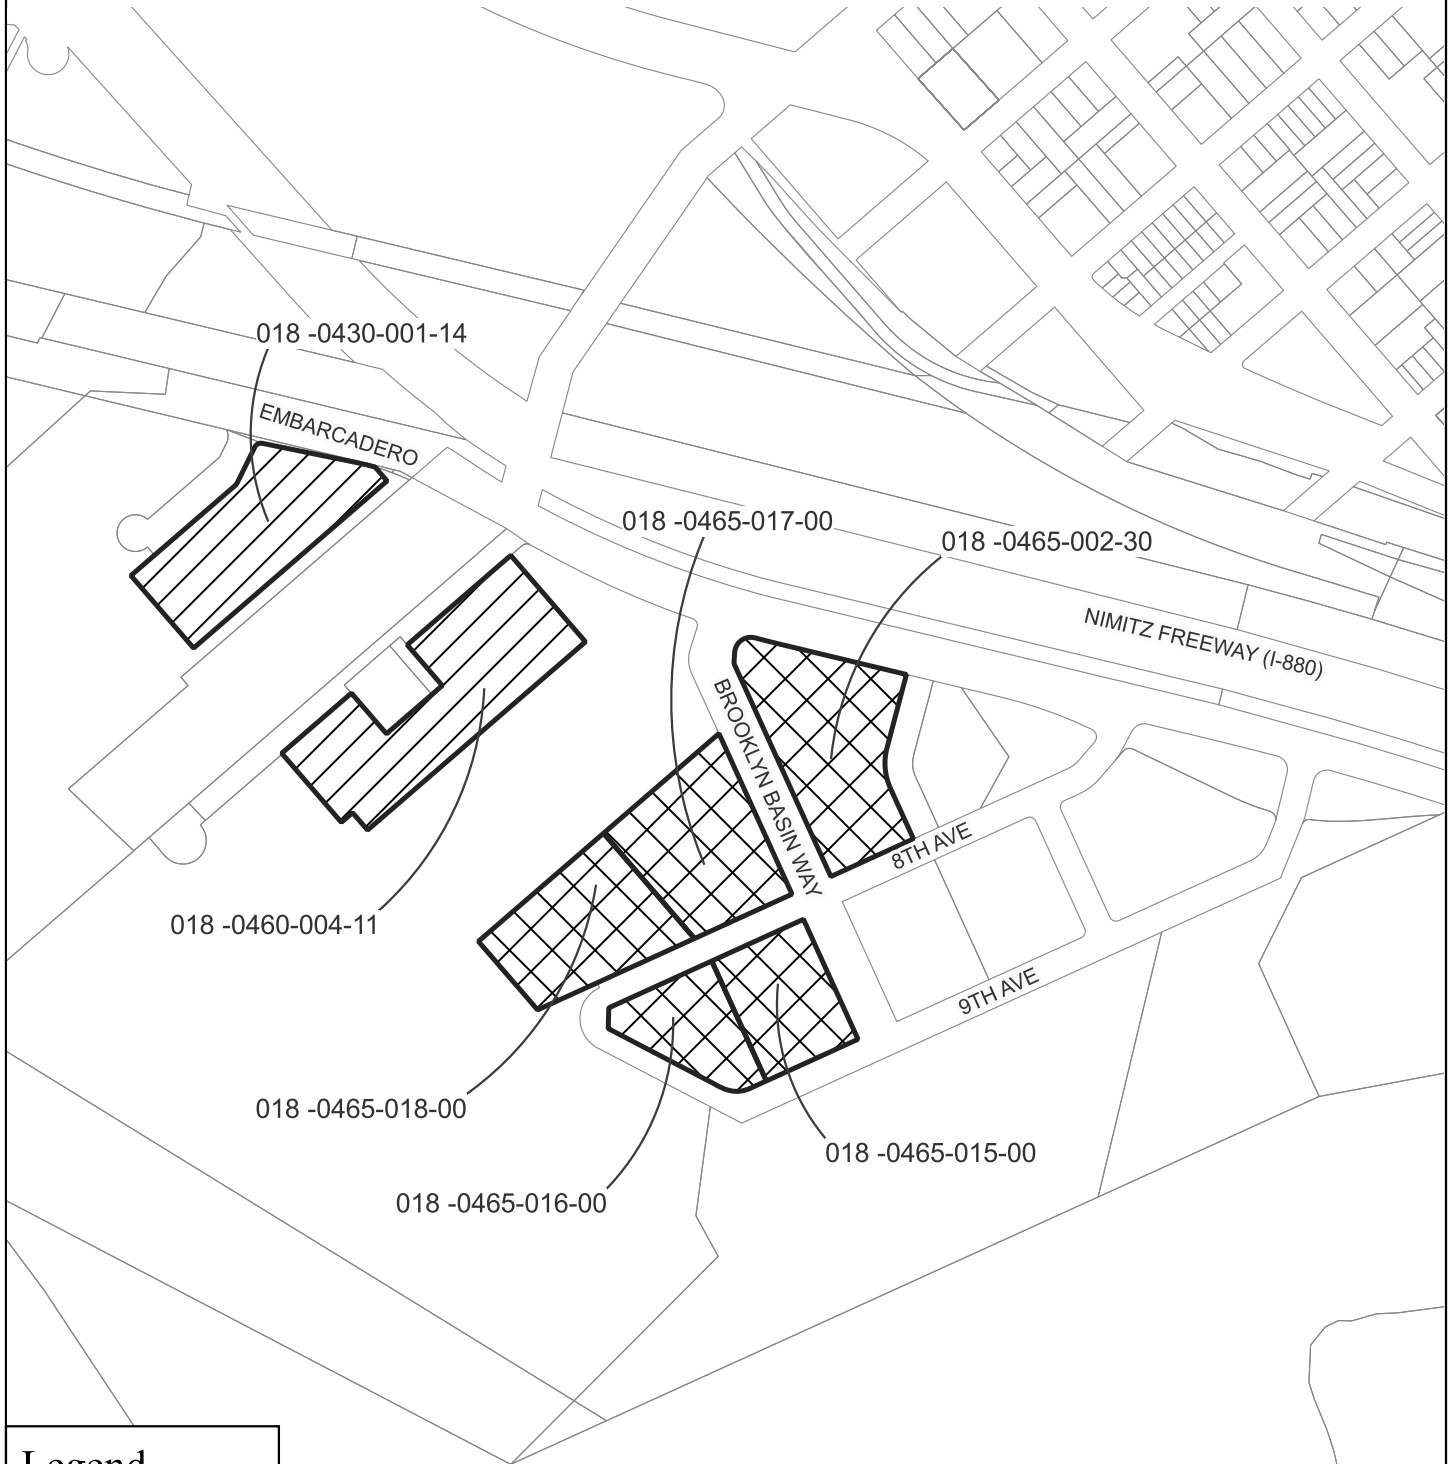 018 -0430-001-14
EMBARCADERO
018 -0465-017-00
018 -0465-002-30
NIMITZ FREEWAY (I-880)
BROOKLYN BASIN WAY
8TH AVE
018 -0460-004-11
9TH AVE
018 -0465-018-00
018 -0465-015-00
018 -0465-016-00
Legend